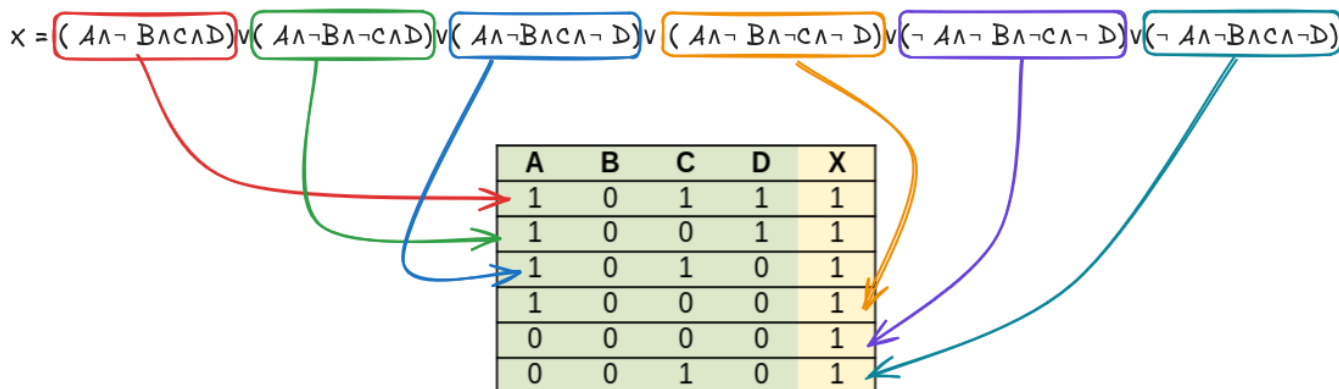 x = ( A∧¬ B∧C∧D)∨( A∧¬B∧¬C∧D)∨( A∧¬B∧C∧¬ D)∨ ( A∧¬ B∧¬C∧¬ D)∨(¬ A∧¬ B∧¬C∧¬ D)∨(¬ A∧¬B∧C∧¬D)
A B C D X
1 0 1 1 1
1 0 0 1 1
1 0 1 0 1
1 0 0 0 1
0 0 0 0 1
0 0 1 0 1